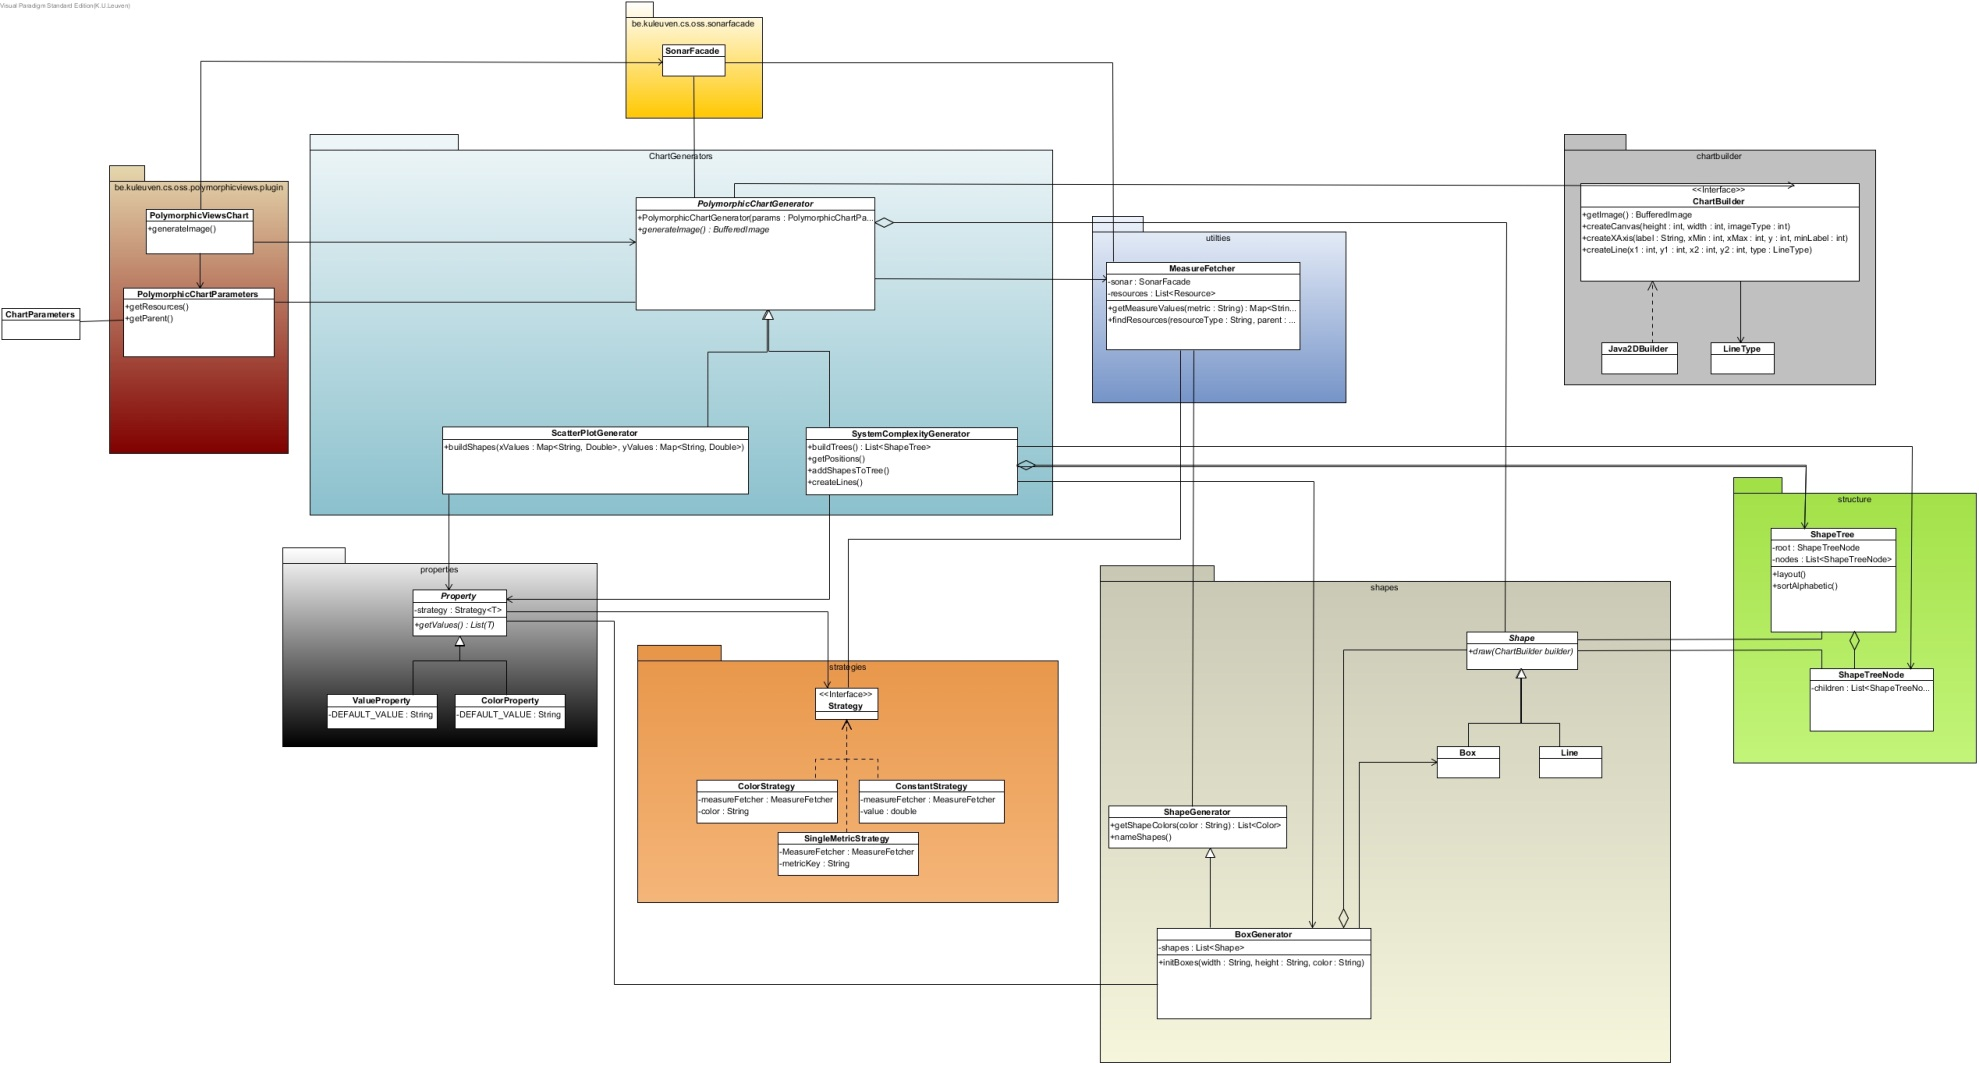 Visual Paradigm Standard Edition(K.U.Leuven)
be.kuleuven.cs.oss.sonarfacade
SonarFacade
ChartGenerators
PolymorphicChartGenerator
+PolymorphicChartGenerator(params : PolymorphicChartPa...
+generateImage() : BufferedImage
ScatterPlotGenerator
+buildShapes(xValues : Map<String, Double>, yValues : Map<String, Double>)
SystemComplexityGenerator
+buildTrees() : List<ShapeTree>
+getPositions()
+addShapesToTree()
+createLines()
be.kuleuven.cs.oss.polymorphicviews.plugin
PolymorphicViewsChart
+generateImage()
PolymorphicChartParameters
+getResources()
+getParent()
ChartParameters
utilties
MeasureFetcher
-sonar : SonarFacade
-resources : List<Resource>
+getMeasureValues(metric : String) : Map<Strin...
+findResources(resourceType : String, parent : ...
chartbuilder
<<Interface>>
ChartBuilder
+getImage() : BufferedImage
+createCanvas(height : int, width : int, imageType : int)
+createXAxis(label : String, xMin : int, xMax : int, y : int, minLabel : int)
+createLine(x1 : int, y1 : int, x2 : int, y2 : int, type : LineType)
Java2DBuilder
LineType
structure
ShapeTree
-root : ShapeTreeNode
-nodes : List<ShapeTreeNode>
+layout()
+sortAlphabetic()
ShapeTreeNode
-children : List<ShapeTreeNo...
properties
Property
-strategy : Strategy<T>
+getValues() : List(T)
ValueProperty
-DEFAULT_VALUE : String
ColorProperty
-DEFAULT_VALUE : String
strategies
<<Interface>>
Strategy
ColorStrategy
-measureFetcher : MeasureFetcher
-color : String
ConstantStrategy
-measureFetcher : MeasureFetcher
-value : double
SingleMetricStrategy
-MeasureFetcher : MeasureFetcher
-metricKey : String
shapes
Shape
+draw(ChartBuilder builder)
Box
Line
ShapeGenerator
+getShapeColors(color : String) : List<Color>
+nameShapes()
BoxGenerator
-shapes : List<Shape>
+initBoxes(width : String, height : String, color : String)